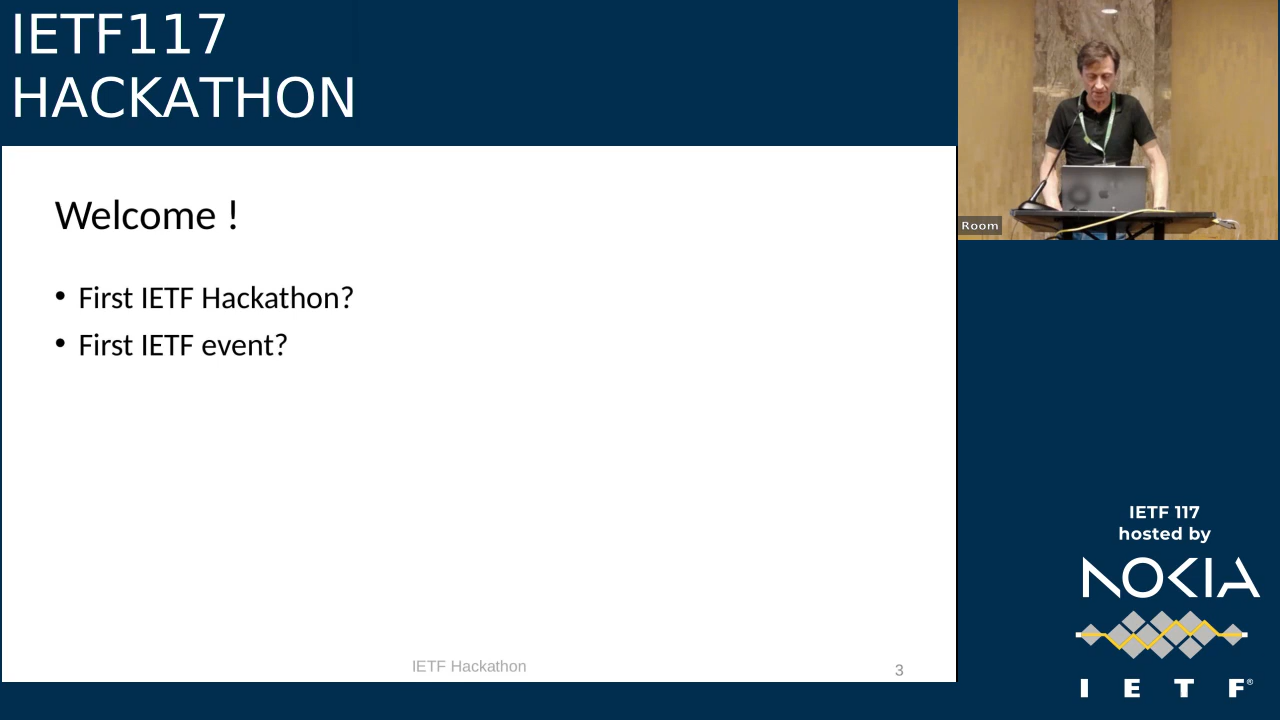 IETF117
HACKATHON
Welcome !
• First IETF Hackathon?
• First IETF event?
IETF Hackathon
3
Room
IETF 117
hosted by
NOKIA
I E T F®